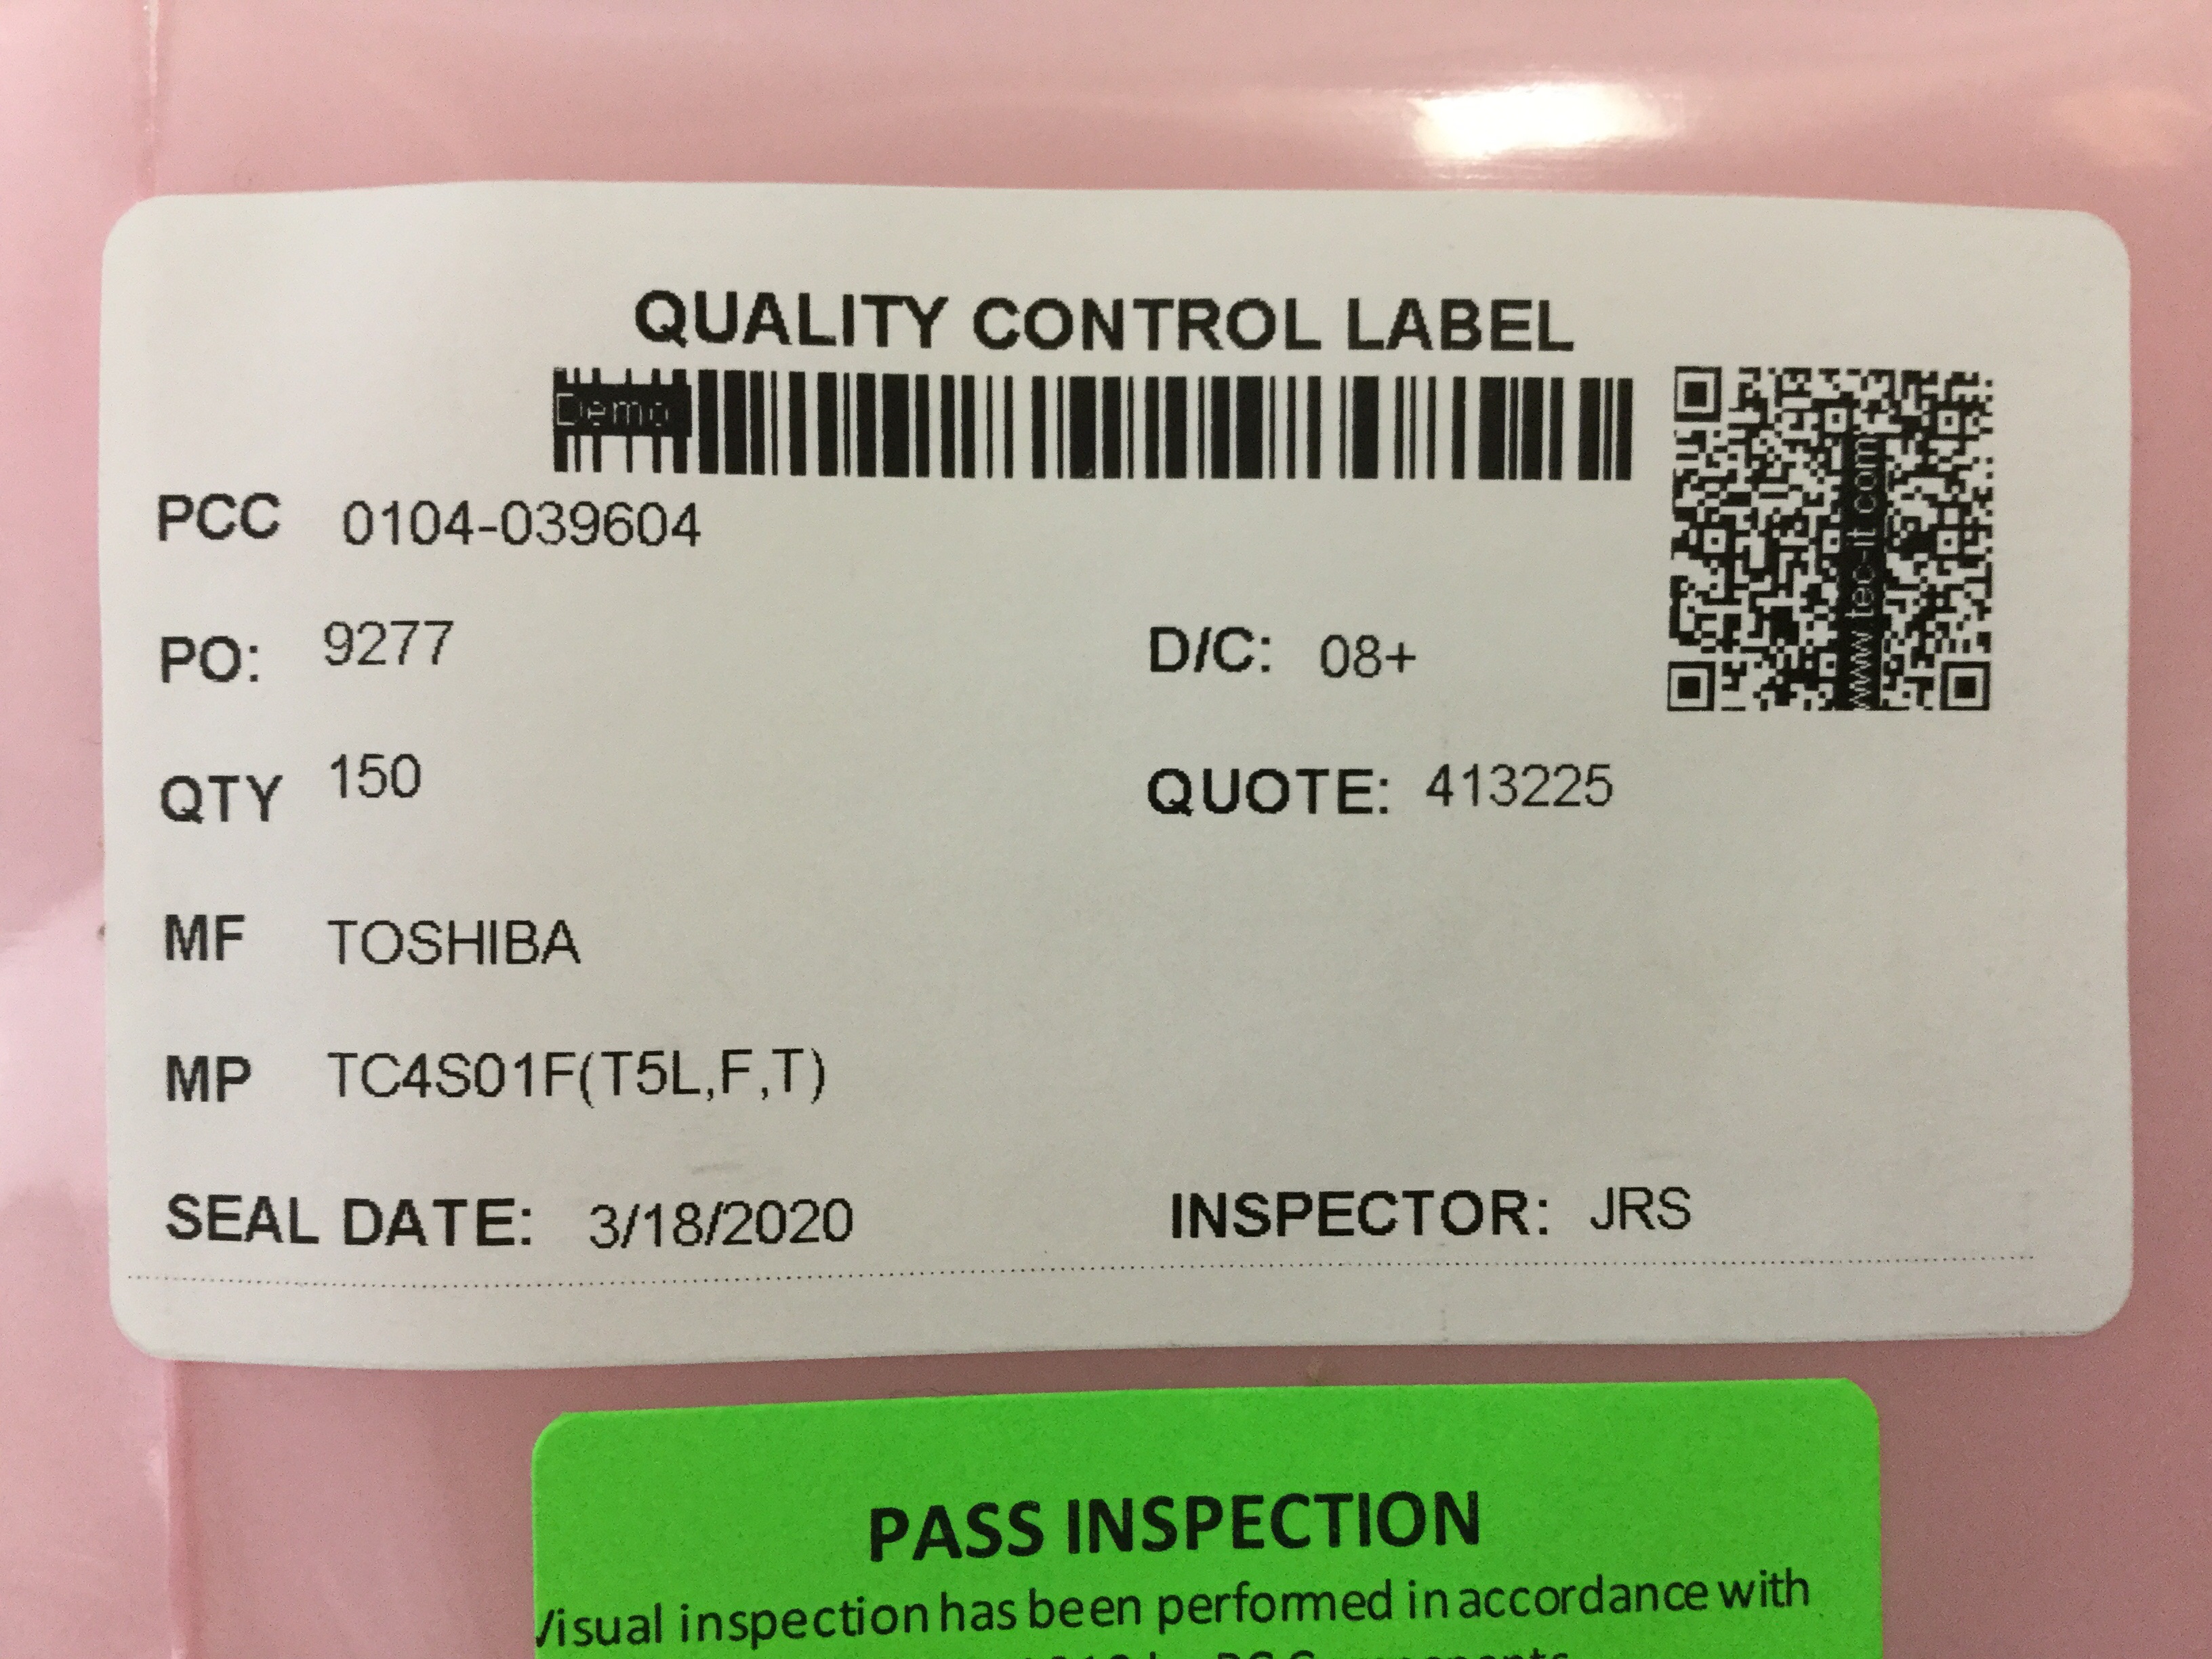 QUALITY CONTROL LABEL
Demo
www.tec-it.com
PCC 0104-039604
PO: 9277 D/C: 08+
QTY 150 QUOTE: 413225
MF TOSHIBA
MP TC4S01F(T5L,F,T)
SEAL DATE: 3/18/2020 INSPECTOR: JRS
PASS INSPECTION
Visual inspection has been performed in accordance with